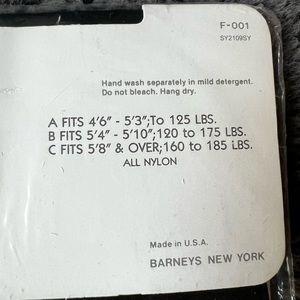 F-001
SY2109SY
Hand wash separately in mild detergent.
Do not bleach. Hang dry.
A FITS 4'6" - 5'3";To 125 LBS.
B FITS 5'4" - 5'10";120 to 175 LBS.
C FITS 5'8" & OVER;160 to 185 LBS.
ALL NYLON
Made in U.S.A.
BARNEYS NEW YORK